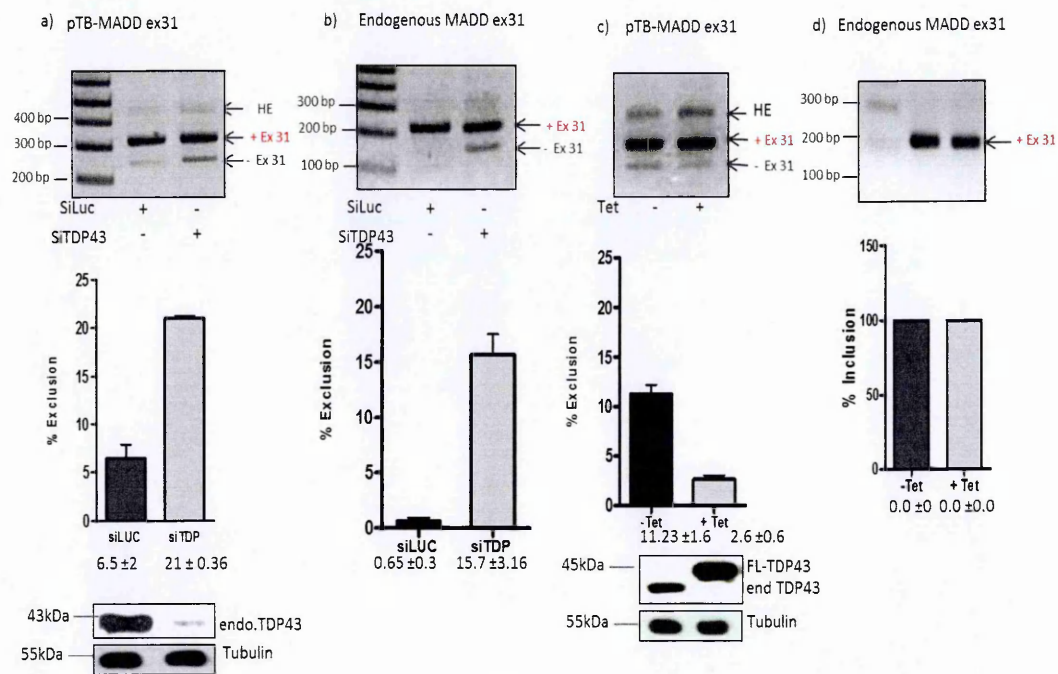 a) pTB-MADD ex31
400 bp
300 bp
200 bp
HE
+ Ex 31
- Ex 31
SiLuc + -
SiTDP43 - +
% Exclusion
25
20
15
10
5
0
siLUC siTDP
6.5 ±2 21 ± 0.36
43kDa
endo.TDP43
55kDa
Tubulin
b) Endogenous MADD ex31
300 bp
200 bp
100 bp
+ Ex 31
- Ex 31
SiLuc + -
SiTDP43 - +
% Exclusion
25
20
15
10
5
0
siLUC siTDP
0.65 ±0.3 15.7 ±3.16
c) pTB-MADD ex31
HE
+ Ex 31
- Ex 31
Tet - +
% Exclusion
25
20
15
10
5
0
-Tet + Tet
11.23 ±1.6 2.6 ±0.6
45kDa
FL-TDP43
end TDP43
55kDa
Tubulin
d) Endogenous MADD ex31
300 bp
200 bp
100 bp
+ Ex 31
% Inclusion
150
100
50
0
-Tet + Tet
0.0 ±0 0.0 ±0.0